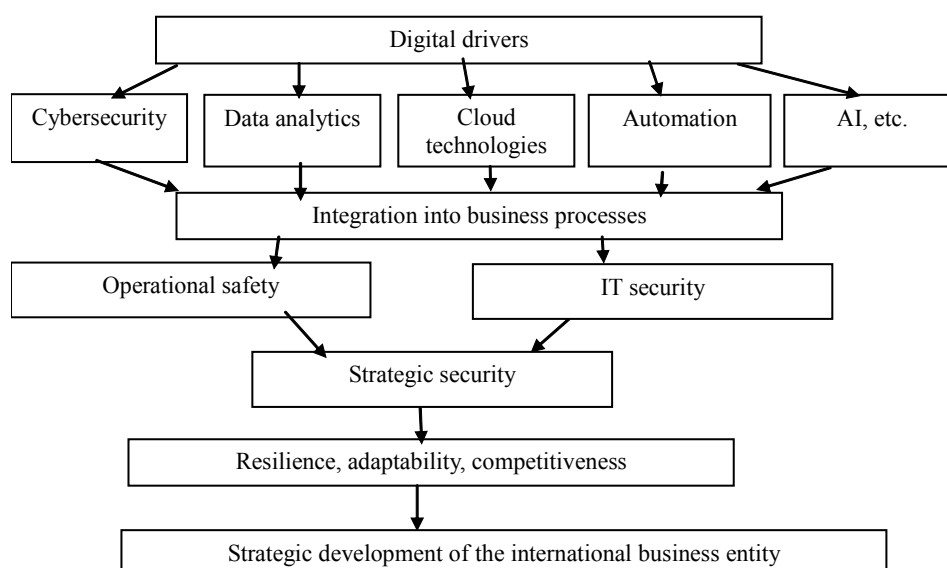 Digital drivers
Cybersecurity
Data analytics
Cloud
technologies
Automation
AI, etc.
Integration into business processes
Operational safety
IT security
Strategic security
Resilience, adaptability, competitiveness
Strategic development of the international business entity